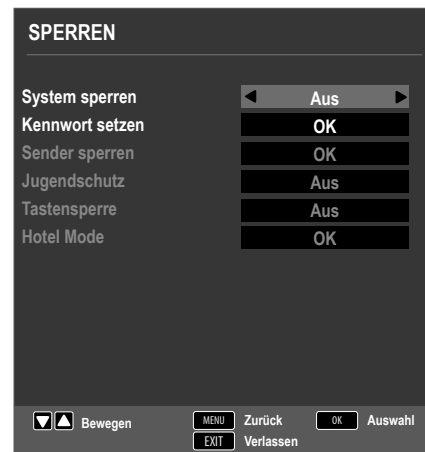 SPERREN
System sperren Aus
Kennwort setzen OK
Sender sperren OK
Jugendschutz Aus
Tastensperre Aus
Hotel Mode OK
Bewegen MENU Zurück OK Auswahl
EXIT Verlassen